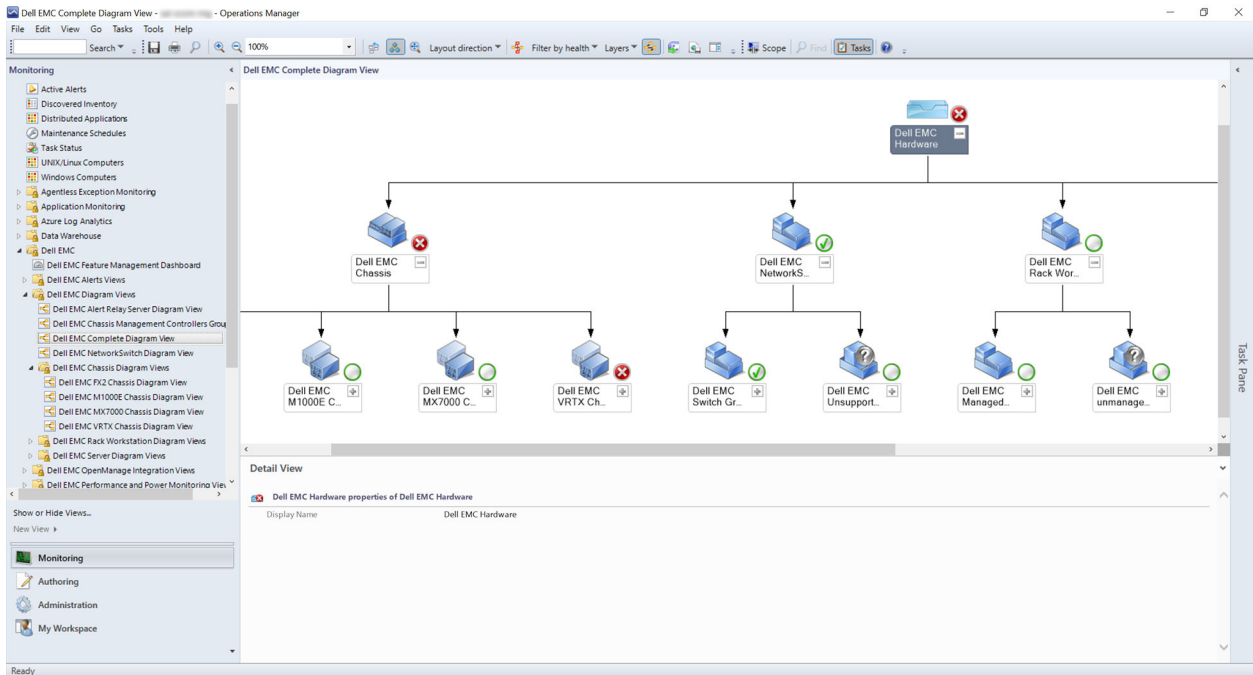 Dell EMC Complete Diagram View - - Operations Manager
File Edit View Go Tasks Tools Help
Search 100% Layout direction Filter by health Layers Scope Find Tasks
Monitoring
Active Alerts
Discovered Inventory
Distributed Applications
Maintenance Schedules
Task Status
UNIX/Linux Computers
Windows Computers
Agentless Exception Monitoring
Application Monitoring
Azure Log Analytics
Data Warehouse
Dell EMC
Dell EMC Feature Management Dashboard
Dell EMC Alerts Views
Dell EMC Diagram Views
Dell EMC Alert Relay Server Diagram View
Dell EMC Chassis Management Controllers Grou
Dell EMC Complete Diagram View
Dell EMC NetworkSwitch Diagram View
Dell EMC Chassis Diagram Views
Dell EMC FX2 Chassis Diagram View
Dell EMC M1000E Chassis Diagram View
Dell EMC MX7000 Chassis Diagram View
Dell EMC VRTX Chassis Diagram View
Dell EMC Rack Workstation Diagram Views
Dell EMC Server Diagram Views
Dell EMC OpenManage Integration Views
Dell EMC Performance and Power Monitoring Viev
Show or Hide Views...
New View
Monitoring
Authoring
Administration
My Workspace
Dell EMC Complete Diagram View
Dell EMC
Hardware
Dell EMC
Chassis
Dell EMC
NetworkS...
Dell EMC
Rack Wor...
Dell EMC
M1000E C...
Dell EMC
MX7000 C...
Dell EMC
VRTX Ch...
Dell EMC
Switch Gr...
Dell EMC
Unsupport...
Dell EMC
Managed...
Dell EMC
unmanage...
Task Pane
Detail View
Dell EMC Hardware properties of Dell EMC Hardware
Display Name Dell EMC Hardware
Ready